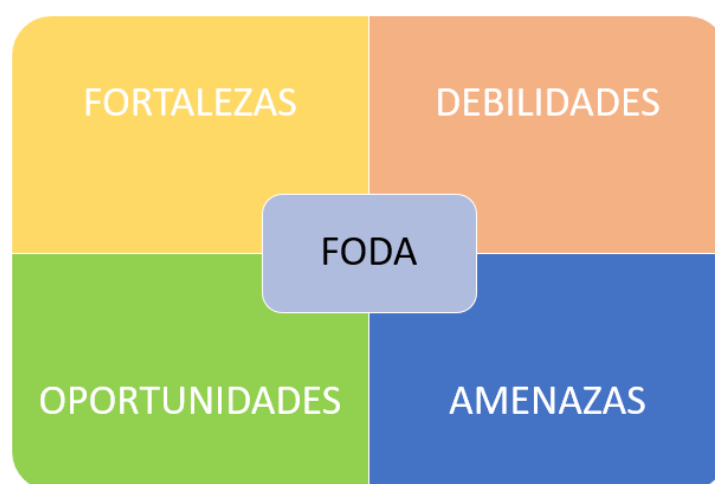 FORTALEZAS
DEBILIDADES
FODA
OPORTUNIDADES
AMENAZAS